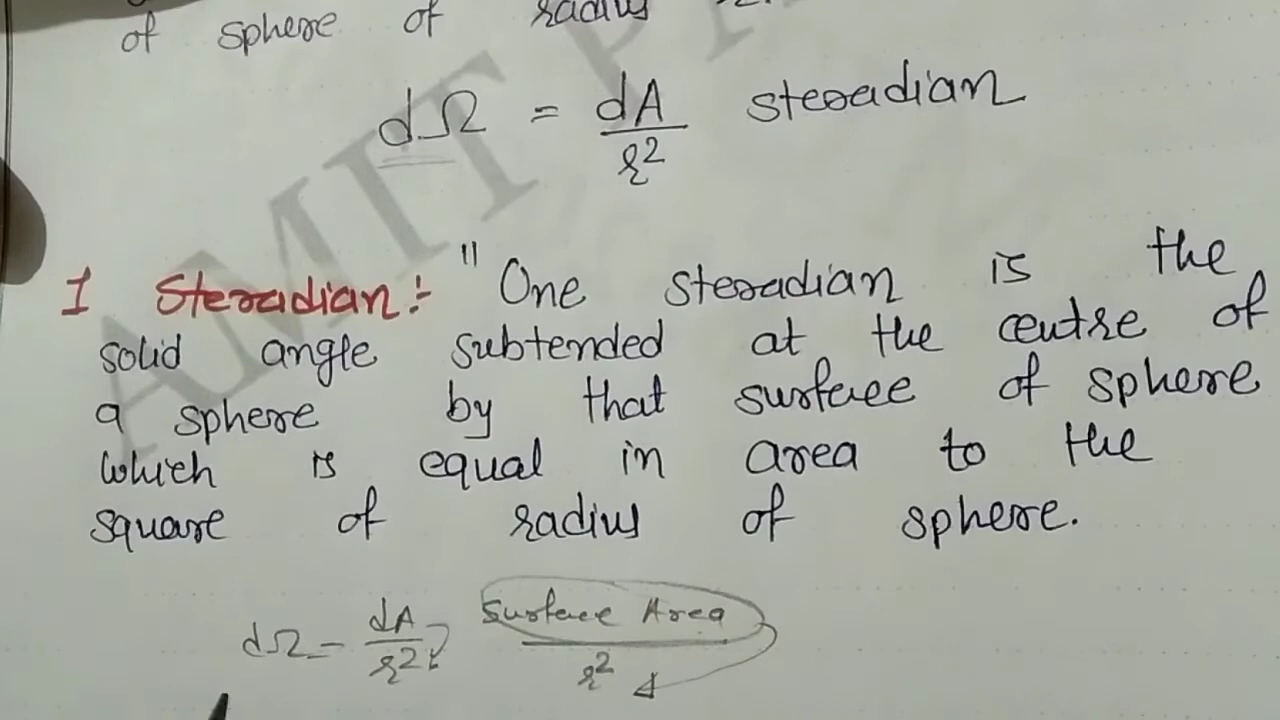 of sphere of radius
dΩ = dA/r² steradian
1 Steradian :- "One steradian is the
solid angle subtended at the centre of
a sphere by that surface of sphere
which is equal in area to the
square of radius of sphere.
dΩ = dA/r² Surface Area/r²
AMIT